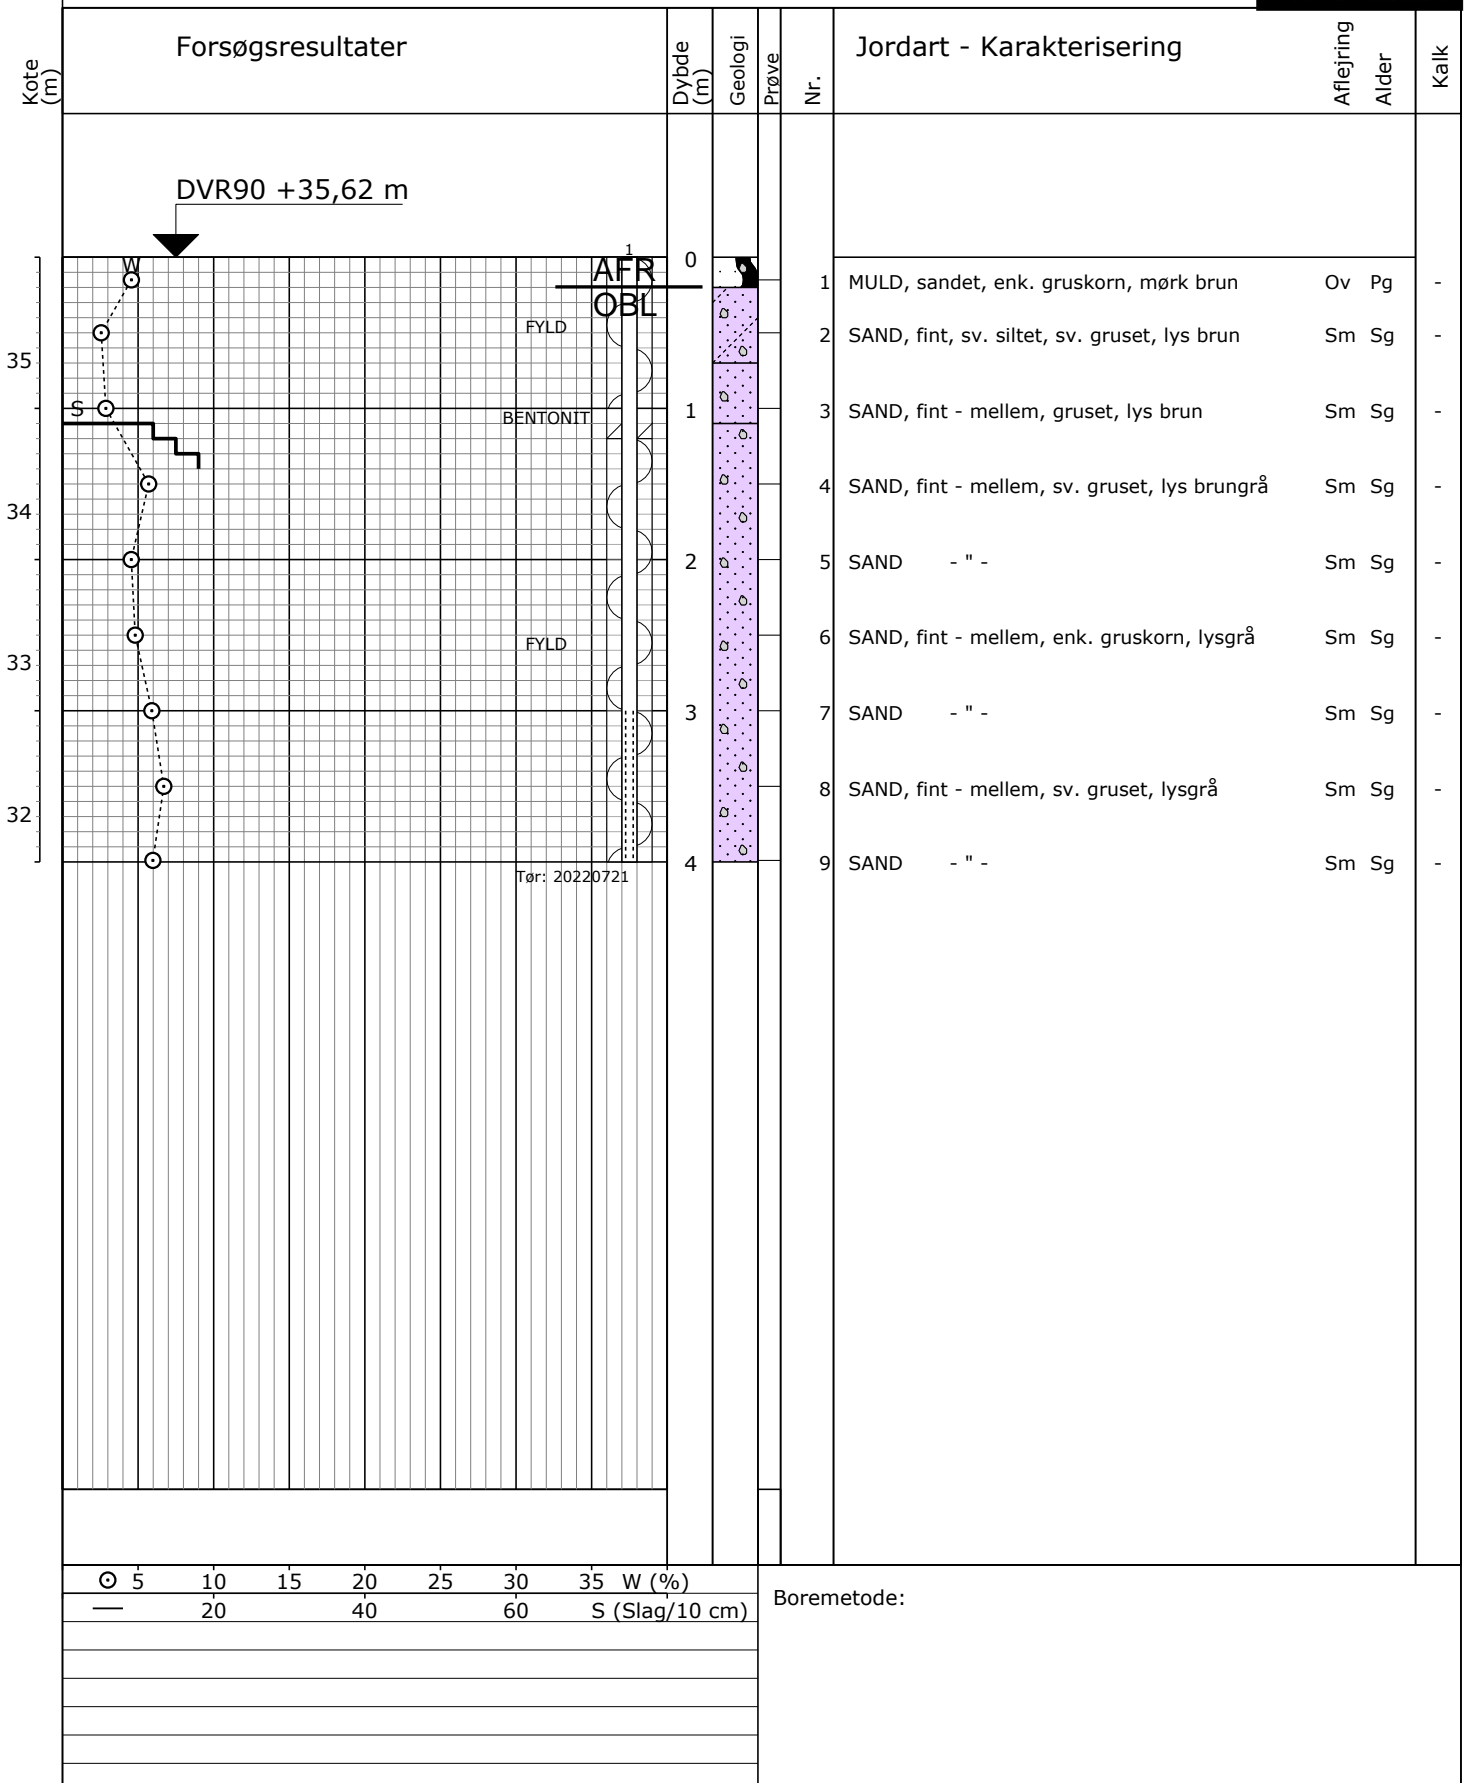 Kote (m)
Forsøgsresultater
Dybde (m)
Geologi
Prøve
Nr.
Jordart - Karakterisering
Aflejring
Alder
Kalk
DVR90 +35,62 m
1
W
AFR
0
OBL
1 MULD, sandet, enk. gruskorn, mørk brun Ov Pg -
FYLD
2 SAND, fint, sv. siltet, sv. gruset, lys brun Sm Sg -
35
S
BENTONIT
1
3 SAND, fint - mellem, gruset, lys brun Sm Sg -
4 SAND, fint - mellem, sv. gruset, lys brungrå Sm Sg -
34
2
5 SAND - " - Sm Sg -
FYLD
6 SAND, fint - mellem, enk. gruskorn, lysgrå Sm Sg -
33
3
7 SAND - " - Sm Sg -
8 SAND, fint - mellem, sv. gruset, lysgrå Sm Sg -
32
4
9 SAND - " - Sm Sg -
Tør: 20220721
5 10 15 20 25 30 35 W (%)
20 40 60 S (Slag/10 cm)
Boremetode: